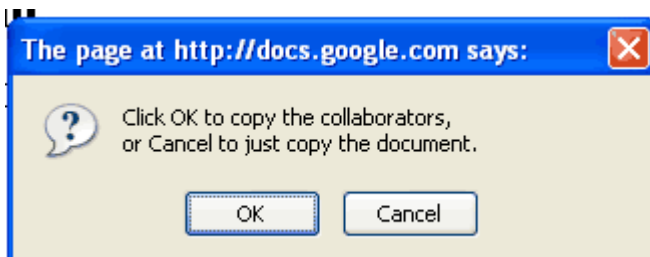 The page at http://docs.google.com says:
Click OK to copy the collaborators,
or Cancel to just copy the document.
OK
Cancel